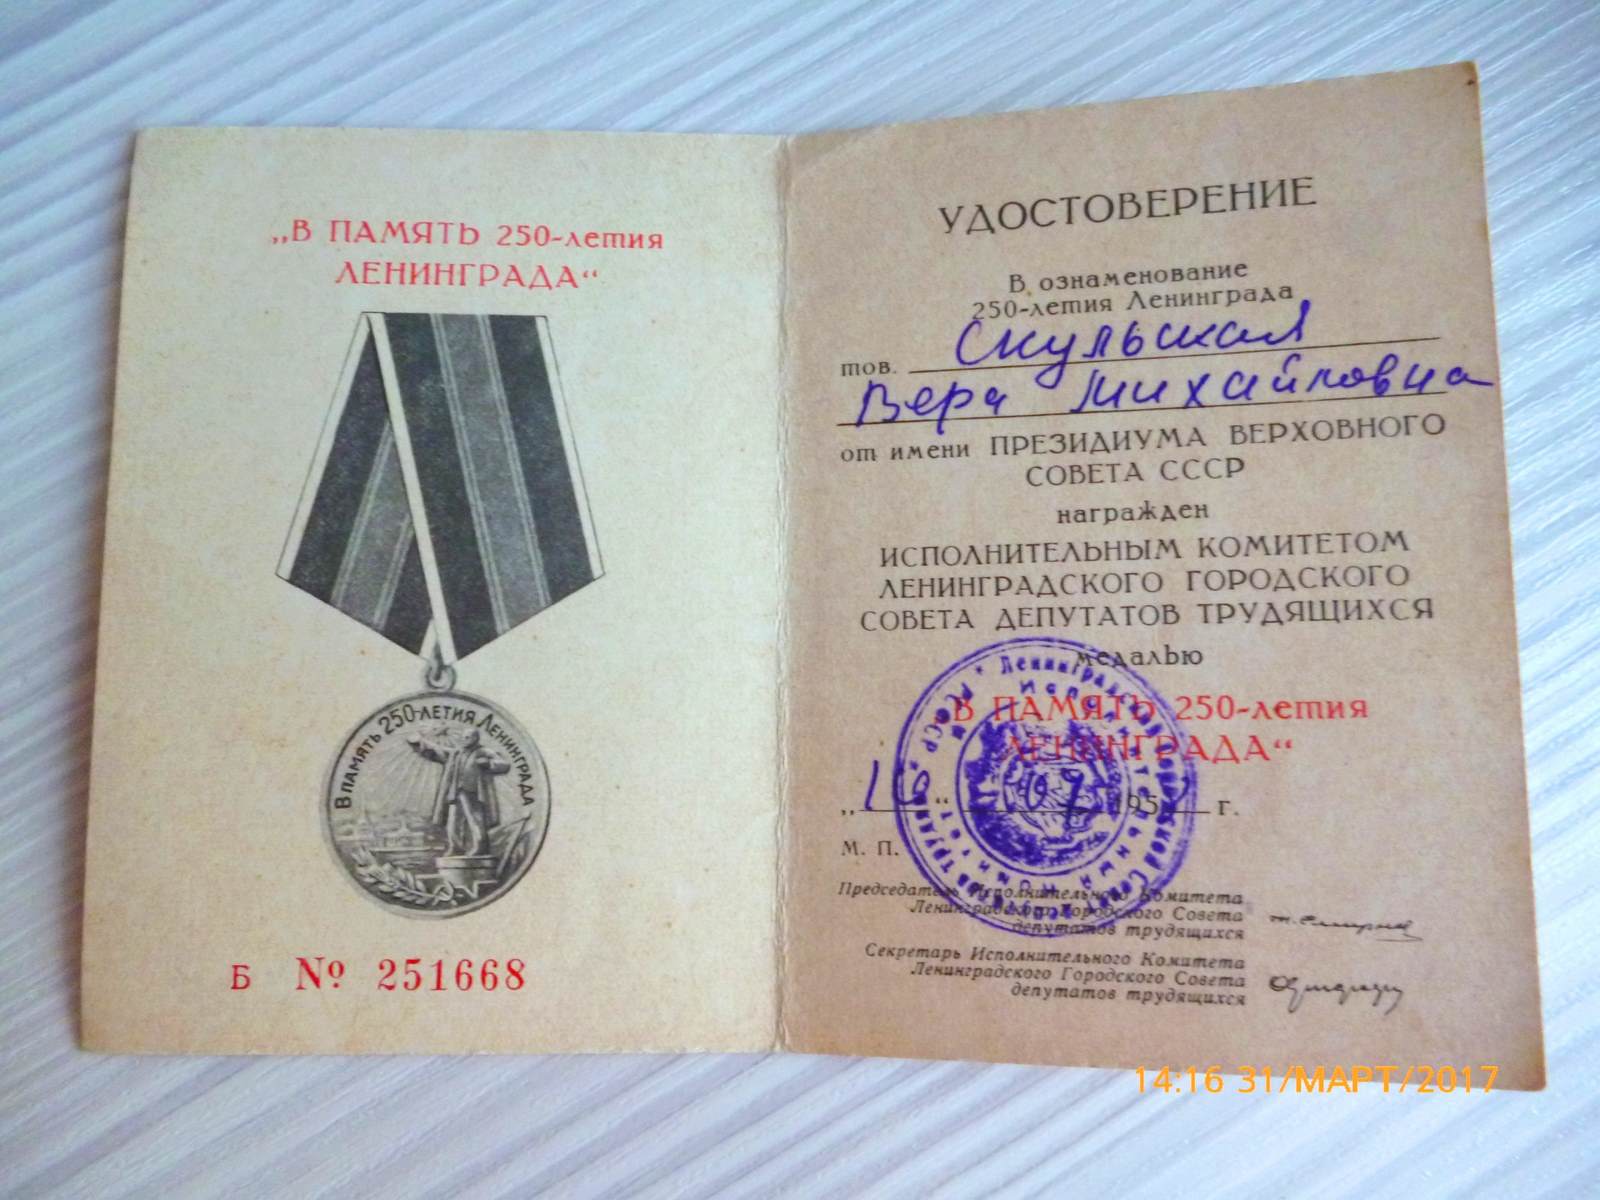 „В ПАМЯТЬ 250-летия
ЛЕНИНГРАДА“
В ПАМЯТЬ 250-ЛЕТИЯ ЛЕНИНГРАДА
Б № 251668
УДОСТОВЕРЕНИЕ
В ознаменование
250-летия Ленинграда
тов. Скульская
Вера Михайловна
от имени ПРЕЗИДИУМА ВЕРХОВНОГО
СОВЕТА СССР
награжден
ИСПОЛНИТЕЛЬНЫМ КОМИТЕТОМ
ЛЕНИНГРАДСКОГО ГОРОДСКОГО
СОВЕТА ДЕПУТАТОВ ТРУДЯЩИХСЯ
медалью
„В ПАМЯТЬ 250-летия
ЛЕНИНГРАДА“
195 г.
М. П.
Председатель Исполнительного Комитета
Ленинградского Городского Совета
депутатов трудящихся
Секретарь Исполнительного Комитета
Ленинградского Городского Совета
депутатов трудящихся
14:16 31/МАРТ/2017